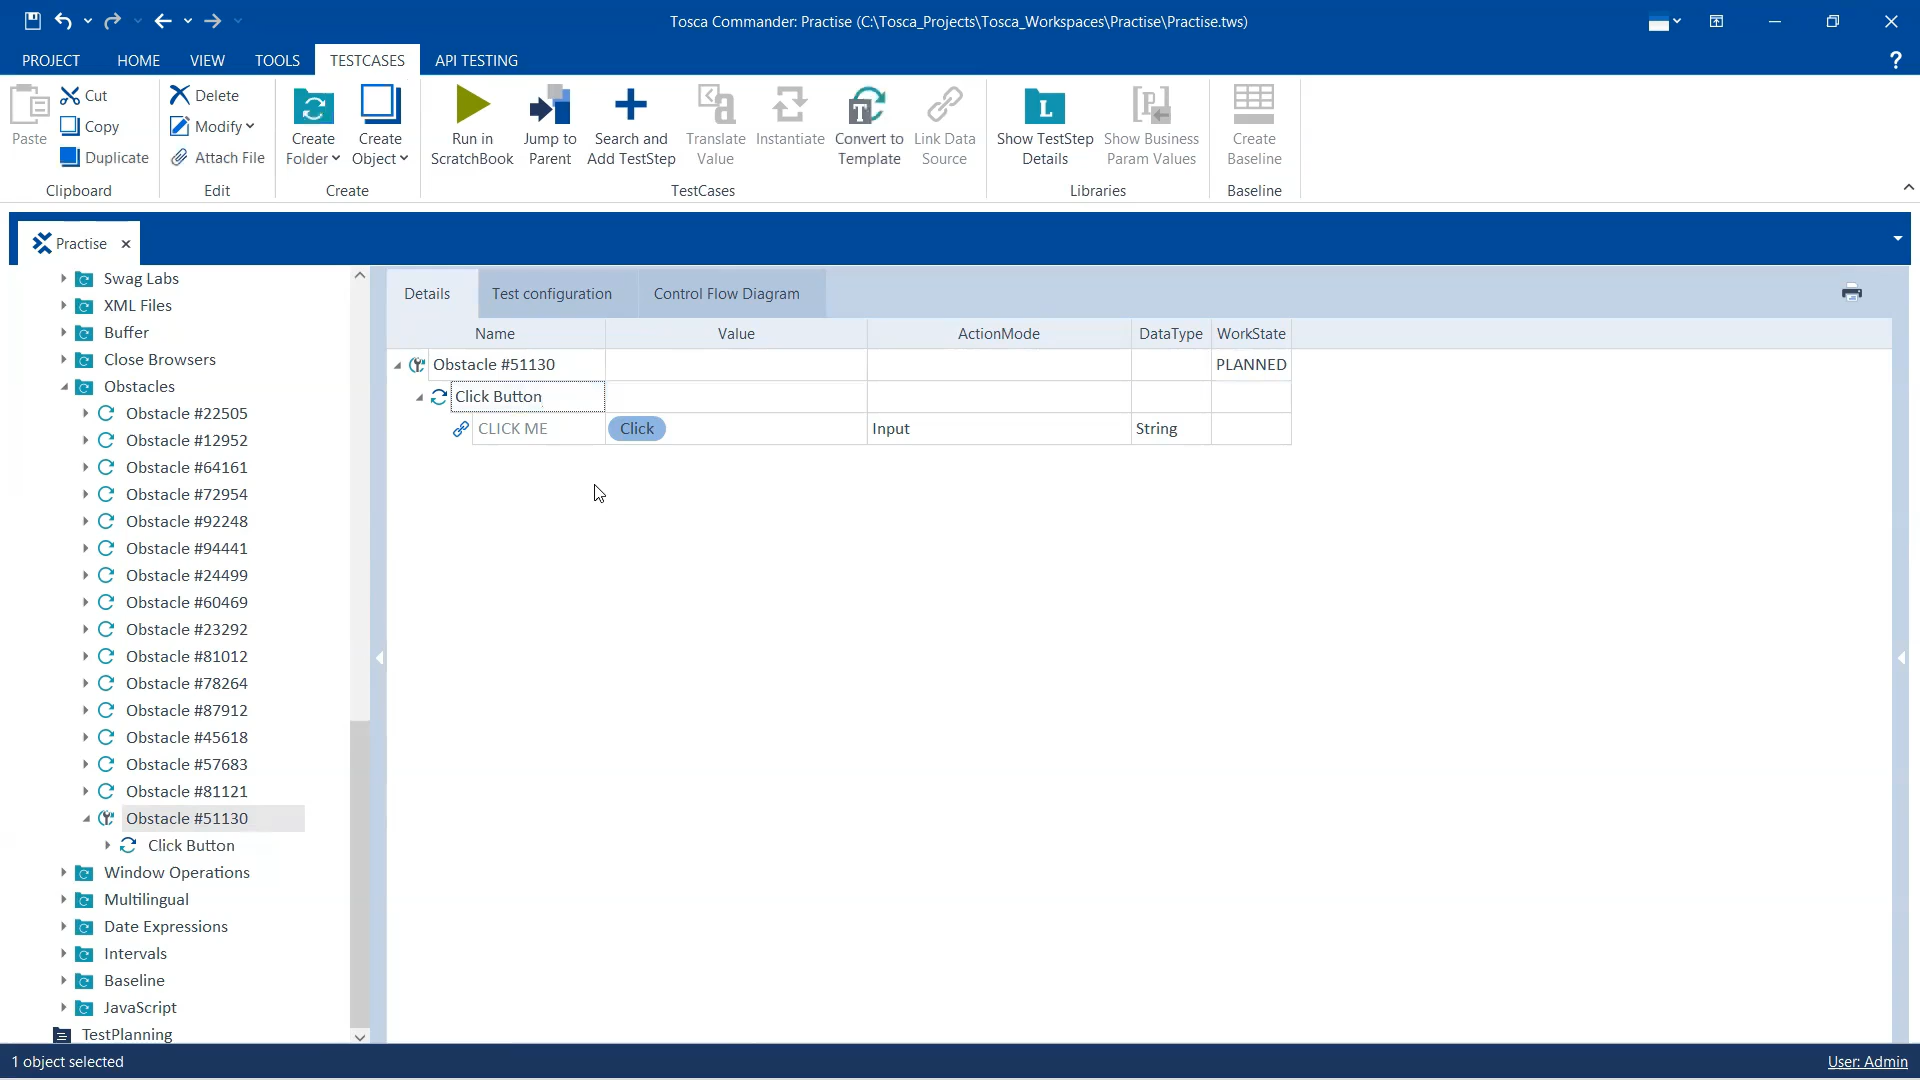 Tosca Commander: Practise (C:\Tosca_Projects\Tosca_Workspaces\Practise\Practise.tws)
PROJECT HOME VIEW TOOLS TESTCASES API TESTING ?
Paste
Cut
Copy
Duplicate
Clipboard
Delete
Modify
Attach File
Edit
Create Folder
Create Object
Create
Run in ScratchBook
Jump to Parent
Search and Add TestStep
Translate Value
Instantiate
Convert to Template
Link Data Source
TestCases
Show TestStep Details
Show Business Param Values
Libraries
Create Baseline
Baseline
Practise
Swag Labs
XML Files
Buffer
Close Browsers
Obstacles
Obstacle #22505
Obstacle #12952
Obstacle #64161
Obstacle #72954
Obstacle #92248
Obstacle #94441
Obstacle #24499
Obstacle #60469
Obstacle #23292
Obstacle #81012
Obstacle #78264
Obstacle #87912
Obstacle #45618
Obstacle #57683
Obstacle #81121
Obstacle #51130
Click Button
Window Operations
Multilingual
Date Expressions
Intervals
Baseline
JavaScript
TestPlanning
Details Test configuration Control Flow Diagram
Name Value ActionMode DataType WorkState
Obstacle #51130 PLANNED
Click Button
CLICK ME Click Input String
1 object selected
User: Admin